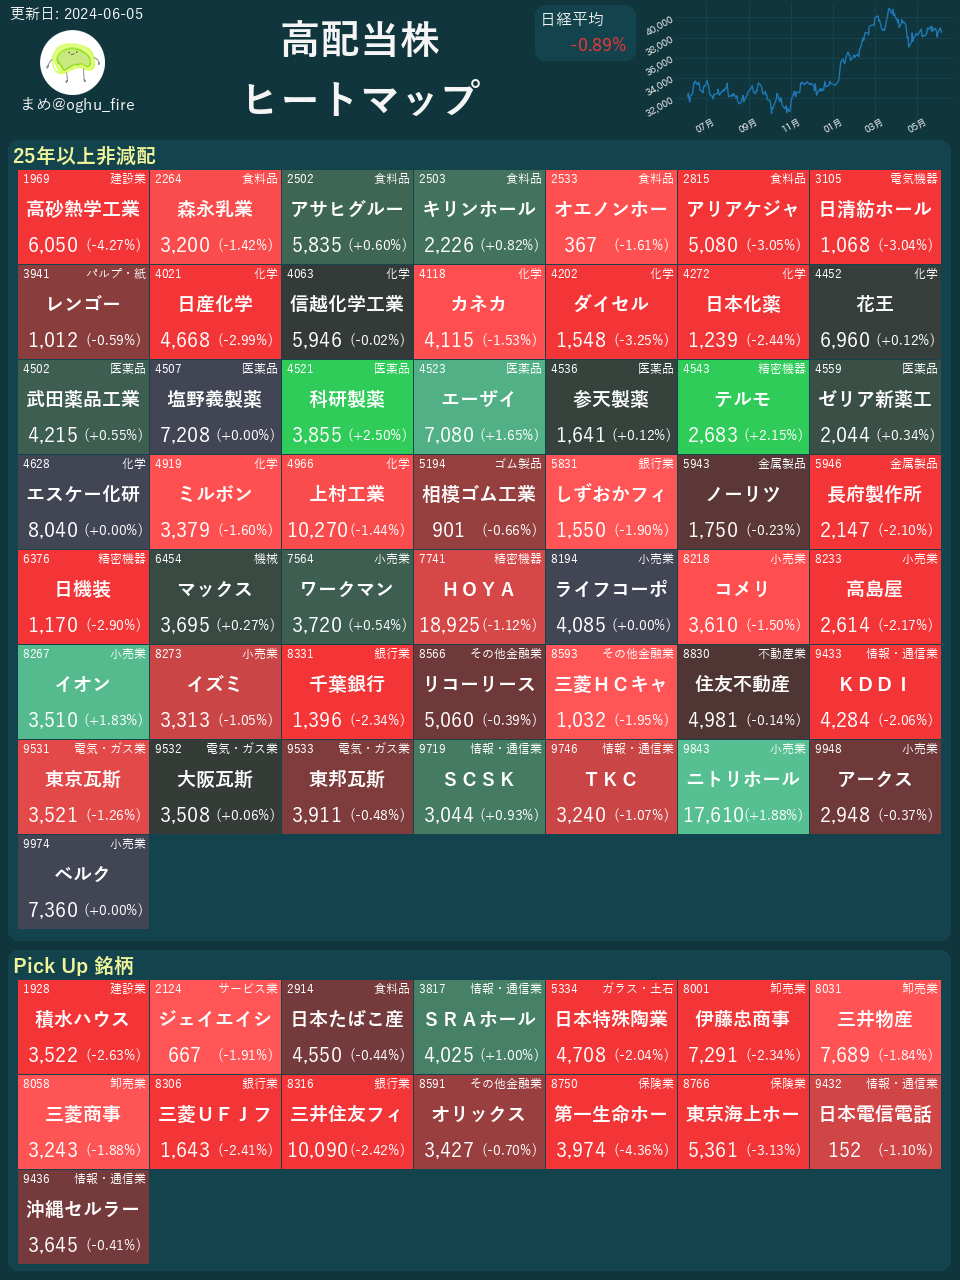 更新日: 2024-06-05
まめ@oghu_fire
高配当株
ヒートマップ
日経平均
-0.89%
40,000
38,000
36,000
34,000
32,000
07月 09月 11月 01月 03月 05月
25年以上非減配
1969 建設業 2264 食料品 2502 食料品 2503 食料品 2533 食料品 2815 食料品 3105 電気機器
高砂熱学工業 森永乳業 アサヒグルー キリンホール オエノンホー アリアケジャ 日清紡ホール
6,050 (-4.27%) 3,200 (-1.42%) 5,835 (+0.60%) 2,226 (+0.82%) 367 (-1.61%) 5,080 (-3.05%) 1,068 (-3.04%)
3941 パルプ・紙 4021 化学 4063 化学 4118 化学 4202 化学 4272 化学 4452 化学
レンゴー 日産化学 信越化学工業 カネカ ダイセル 日本化薬 花王
1,012 (-0.59%) 4,668 (-2.99%) 5,946 (-0.02%) 4,115 (-1.53%) 1,548 (-3.25%) 1,239 (-2.44%) 6,960 (+0.12%)
4502 医薬品 4507 医薬品 4521 医薬品 4523 医薬品 4536 医薬品 4543 精密機器 4559 医薬品
武田薬品工業 塩野義製薬 科研製薬 エーザイ 参天製薬 テルモ ゼリア新薬工
4,215 (+0.55%) 7,208 (+0.00%) 3,855 (+2.50%) 7,080 (+1.65%) 1,641 (+0.12%) 2,683 (+2.15%) 2,044 (+0.34%)
4628 化学 4919 化学 4966 化学 5194 ゴム製品 5831 銀行業 5943 金属製品 5946 金属製品
エスケー化研 ミルボン 上村工業 相模ゴム工業 しずおかフィ ノーリツ 長府製作所
8,040 (+0.00%) 3,379 (-1.60%) 10,270 (-1.44%) 901 (-0.66%) 1,550 (-1.90%) 1,750 (-0.23%) 2,147 (-2.10%)
6376 精密機器 6454 機械 7564 小売業 7741 精密機器 8194 小売業 8218 小売業 8233 小売業
日機装 マックス ワークマン ＨＯＹＡ ライフコーポ コメリ 高島屋
1,170 (-2.90%) 3,695 (+0.27%) 3,720 (+0.54%) 18,925 (-1.12%) 4,085 (+0.00%) 3,610 (-1.50%) 2,614 (-2.17%)
8267 小売業 8273 小売業 8331 銀行業 8566 その他金融業 8593 その他金融業 8830 不動産業 9433 情報・通信業
イオン イズミ 千葉銀行 リコーリース 三菱ＨＣキャ 住友不動産 ＫＤＤＩ
3,510 (+1.83%) 3,313 (-1.05%) 1,396 (-2.34%) 5,060 (-0.39%) 1,032 (-1.95%) 4,981 (-0.14%) 4,284 (-2.06%)
9531 電気・ガス業 9532 電気・ガス業 9533 電気・ガス業 9719 情報・通信業 9746 情報・通信業 9843 小売業 9948 小売業
東京瓦斯 大阪瓦斯 東邦瓦斯 ＳＣＳＫ ＴＫＣ ニトリホール アークス
3,521 (-1.26%) 3,508 (+0.06%) 3,911 (-0.48%) 3,044 (+0.93%) 3,240 (-1.07%) 17,610 (+1.88%) 2,948 (-0.37%)
9974 小売業
ベルク
7,360 (+0.00%)
Pick Up 銘柄
1928 建設業 2124 サービス業 2914 食料品 3817 情報・通信業 5334 ガラス・土石 8001 卸売業 8031 卸売業
積水ハウス ジェイエイシ 日本たばこ産 ＳＲＡホール 日本特殊陶業 伊藤忠商事 三井物産
3,522 (-2.63%) 667 (-1.91%) 4,550 (-0.44%) 4,025 (+1.00%) 4,708 (-2.04%) 7,291 (-2.34%) 7,689 (-1.84%)
8058 卸売業 8306 銀行業 8316 銀行業 8591 その他金融業 8750 保険業 8766 保険業 9432 情報・通信業
三菱商事 三菱ＵＦＪフ 三井住友フィ オリックス 第一生命ホー 東京海上ホー 日本電信電話
3,243 (-1.88%) 1,643 (-2.41%) 10,090 (-2.42%) 3,427 (-0.70%) 3,974 (-4.36%) 5,361 (-3.13%) 152 (-1.10%)
9436 情報・通信業
沖縄セルラー
3,645 (-0.41%)